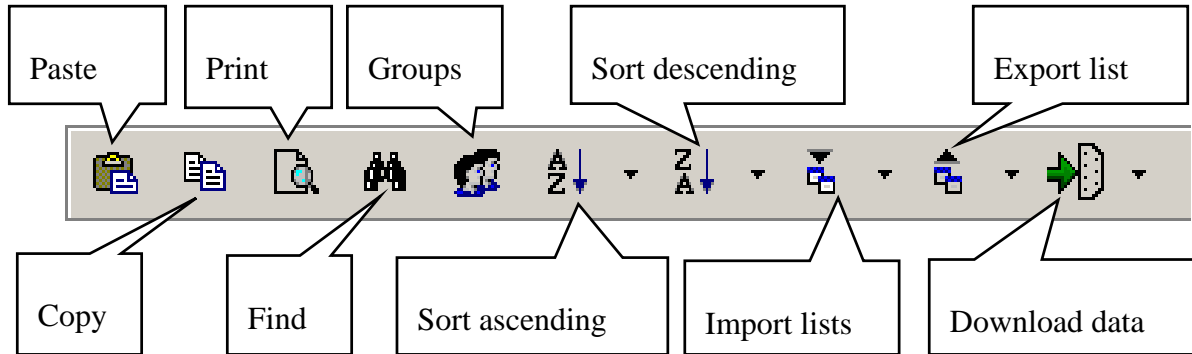 Paste
Print
Groups
Sort descending
Export list
A
Z
Z
A
Copy
Find
Sort ascending
Import lists
Download data